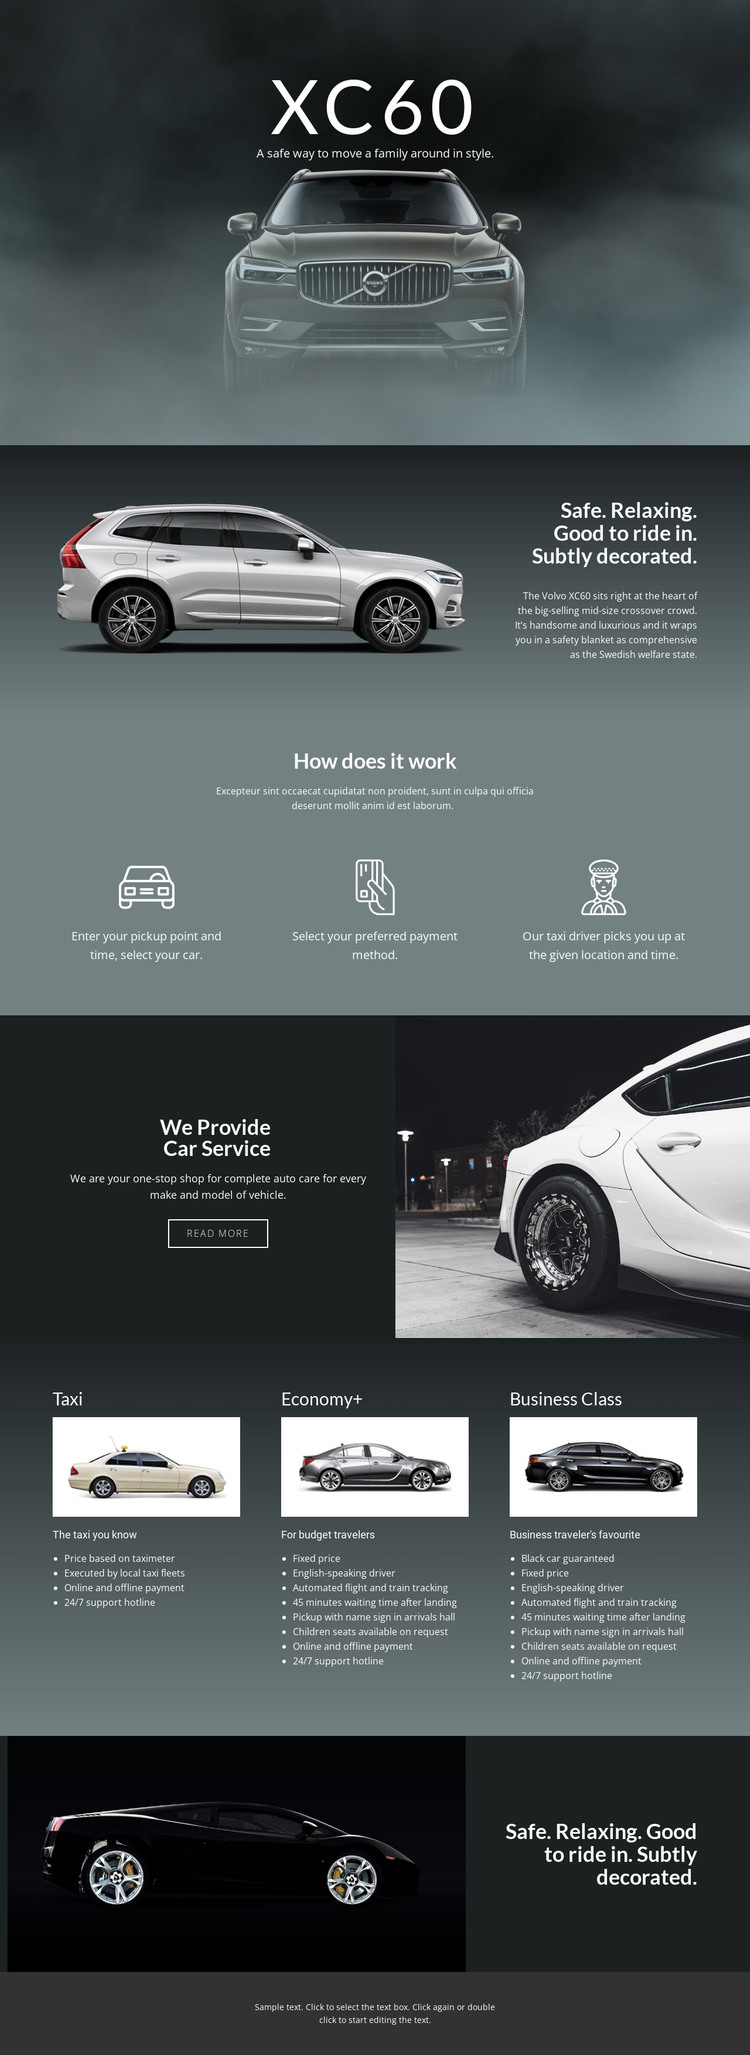 XC60
A safe way to move a family around in style.
VOLVO
Safe. Relaxing.
Good to ride in.
Subtly decorated.
The Volvo XC60 sits right at the heart of
the big-selling mid-size crossover crowd.
It's handsome and luxurious and it wraps
you in a safety blanket as comprehensive
as the Swedish welfare state.
How does it work
Excepteur sint occaecat cupidatat non proident, sunt in culpa qui officia
deserunt mollit anim id est laborum.
Enter your pickup point and
time, select your car.
Select your preferred payment
method.
Our taxi driver picks you up at
the given location and time.
We Provide
Car Service
We are your one-stop shop for complete auto care for every
make and model of vehicle.
READ MORE
Taxi
The taxi you know
Price based on taximeter
Executed by local taxi fleets
Online and offline payment
24/7 support hotline
Economy+
For budget travelers
Fixed price
English-speaking driver
Automated flight and train tracking
45 minutes waiting time after landing
Pickup with name sign in arrivals hall
Children seats available on request
Online and offline payment
24/7 support hotline
Business Class
Business traveler's favourite
Black car guaranteed
Fixed price
English-speaking driver
Automated flight and train tracking
45 minutes waiting time after landing
Pickup with name sign in arrivals hall
Children seats available on request
Online and offline payment
24/7 support hotline
Safe. Relaxing. Good
to ride in. Subtly
decorated.
Sample text. Click to select the text box. Click again or double
click to start editing the text.